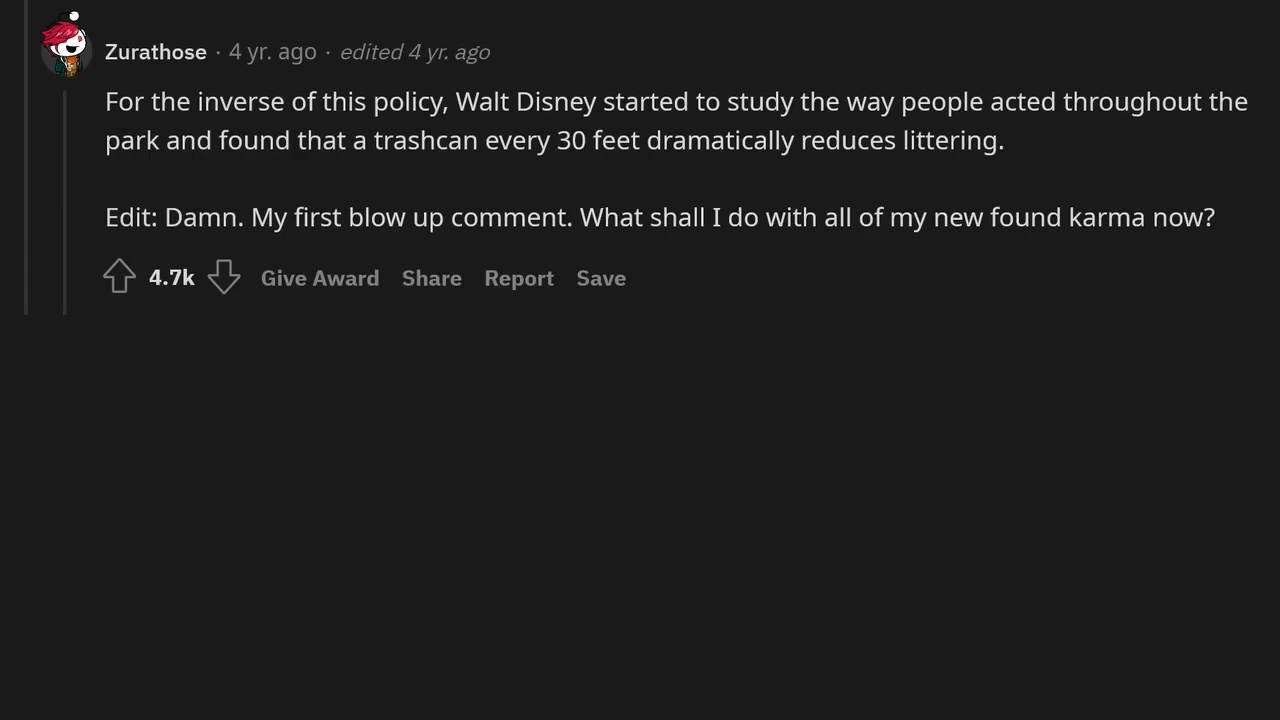 Zurathose · 4 yr. ago · edited 4 yr. ago
For the inverse of this policy, Walt Disney started to study the way people acted throughout the
park and found that a trashcan every 30 feet dramatically reduces littering.
Edit: Damn. My first blow up comment. What shall I do with all of my new found karma now?
4.7k Give Award Share Report Save